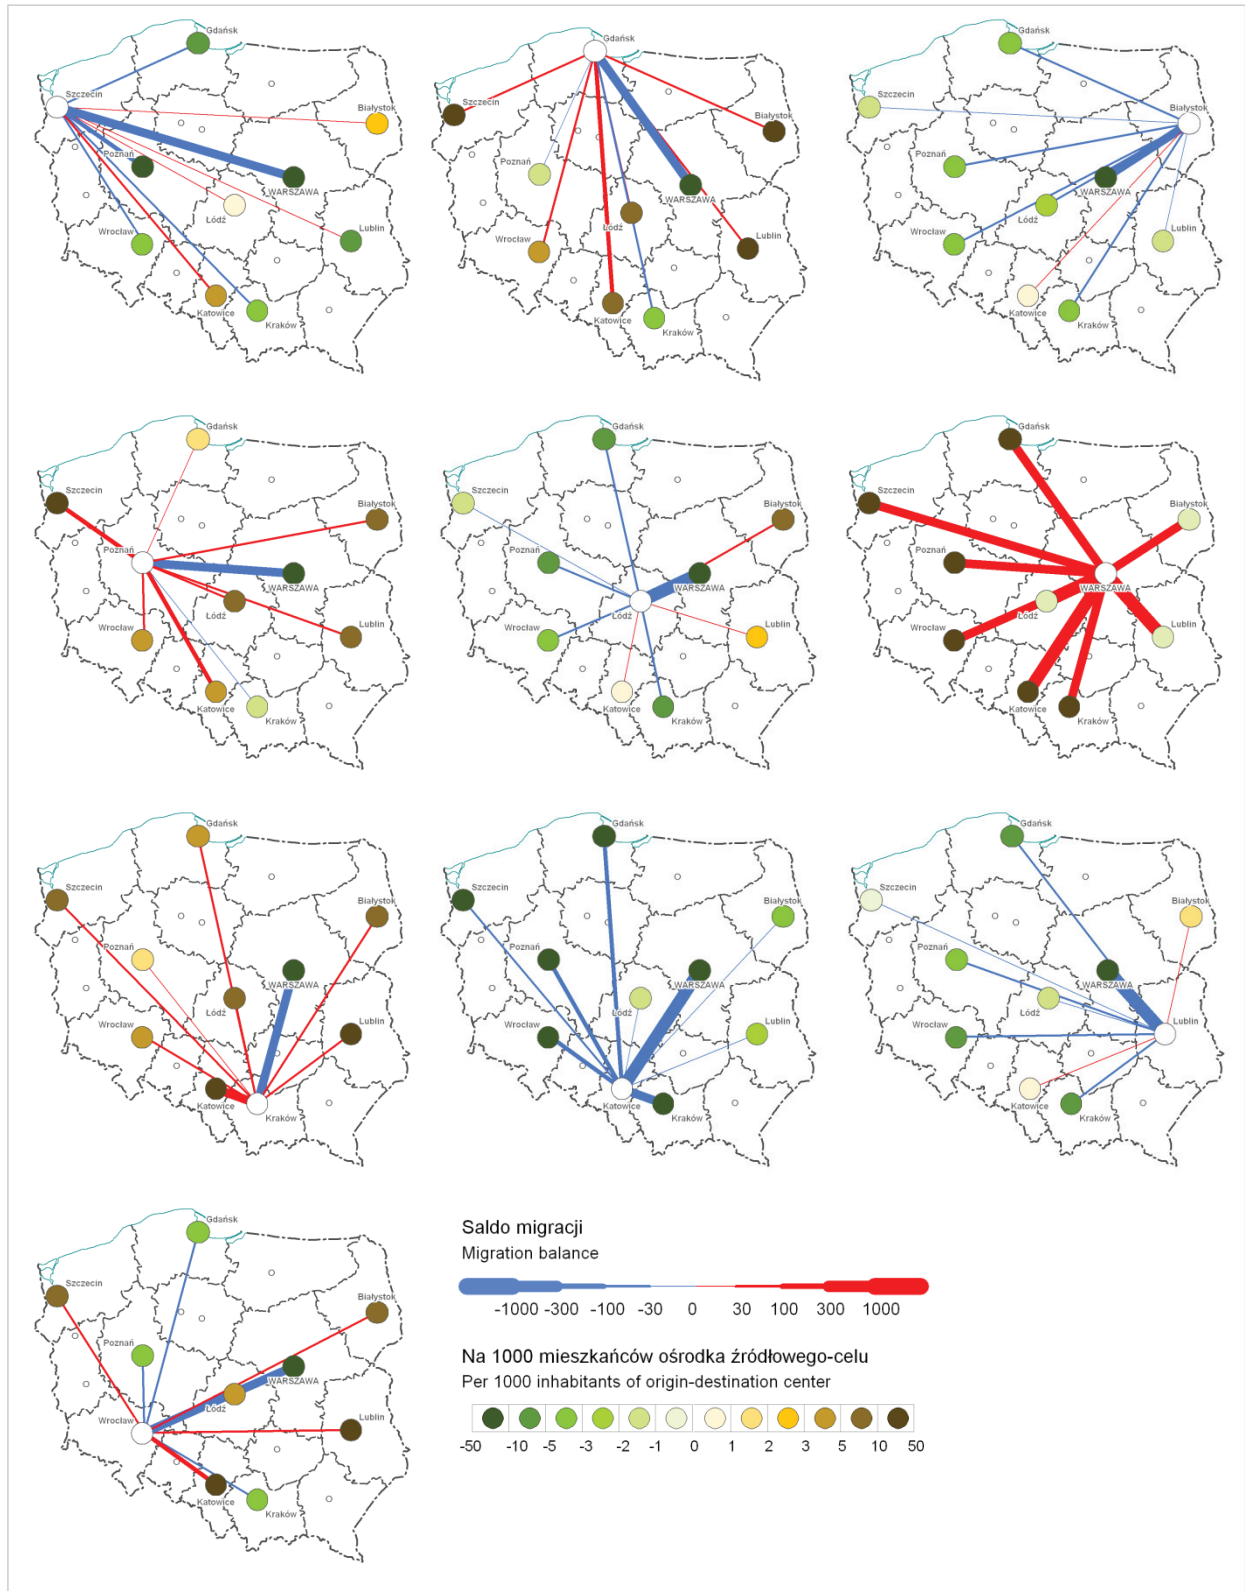 Gdańsk
Szczecin
Białystok
Poznań
WARSZAWA
Łódź
Wrocław
Lublin
Katowice
Kraków
Gdańsk
Szczecin
Białystok
Poznań
WARSZAWA
Łódź
Wrocław
Lublin
Katowice
Kraków
Gdańsk
Szczecin
Białystok
Poznań
WARSZAWA
Łódź
Wrocław
Lublin
Katowice
Kraków
Gdańsk
Szczecin
Białystok
Poznań
WARSZAWA
Łódź
Wrocław
Lublin
Katowice
Kraków
Gdańsk
Szczecin
Białystok
Poznań
WARSZAWA
Łódź
Wrocław
Lublin
Katowice
Kraków
Gdańsk
Szczecin
Białystok
Poznań
WARSZAWA
Łódź
Wrocław
Lublin
Katowice
Kraków
Gdańsk
Szczecin
Białystok
Poznań
WARSZAWA
Łódź
Wrocław
Lublin
Katowice
Kraków
Gdańsk
Szczecin
Białystok
Poznań
WARSZAWA
Łódź
Wrocław
Lublin
Katowice
Kraków
Gdańsk
Szczecin
Białystok
Poznań
WARSZAWA
Łódź
Wrocław
Lublin
Katowice
Kraków
Gdańsk
Szczecin
Białystok
Poznań
WARSZAWA
Łódź
Wrocław
Lublin
Katowice
Kraków
Saldo migracji
Migration balance
-1000 -300 -100 -30 0 30 100 300 1000
Na 1000 mieszkańców ośrodka źródłowego-celu
Per 1000 inhabitants of origin-destination center
-50 -10 -5 -3 -2 -1 0 1 2 3 5 10 50